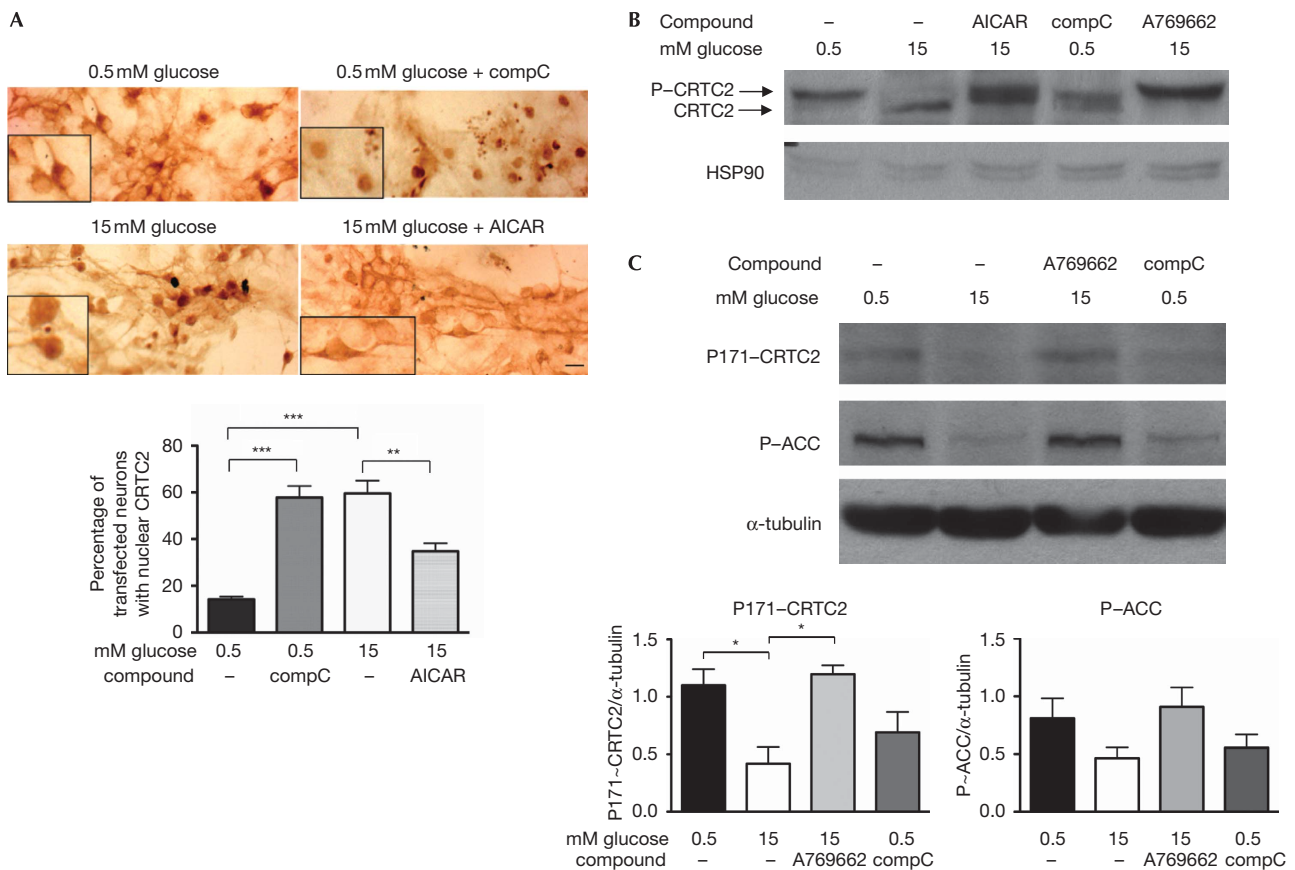 A
0.5 mM glucose
0.5 mM glucose + compC
15 mM glucose
15 mM glucose + AICAR
***
***
**
Percentage of
transfected neurons
with nuclear CRTC2
80
60
40
20
0
mM glucose 0.5 0.5 15 15
compound – compC – AICAR
B
Compound – – AICAR compC A769662
mM glucose 0.5 15 15 0.5 15
P–CRTC2
CRTC2
HSP90
C
Compound – – A769662 compC
mM glucose 0.5 15 15 0.5
P171–CRTC2
P–ACC
α-tubulin
P171–CRTC2
* *
P171~CRTC2/α-tubulin
1.5
1.0
0.5
0.0
mM glucose 0.5 15 15 0.5
compound – – A769662 compC
P–ACC
P~ACC/α-tubulin
1.5
1.0
0.5
0.0
0.5 15 15 0.5
– – A769662 compC